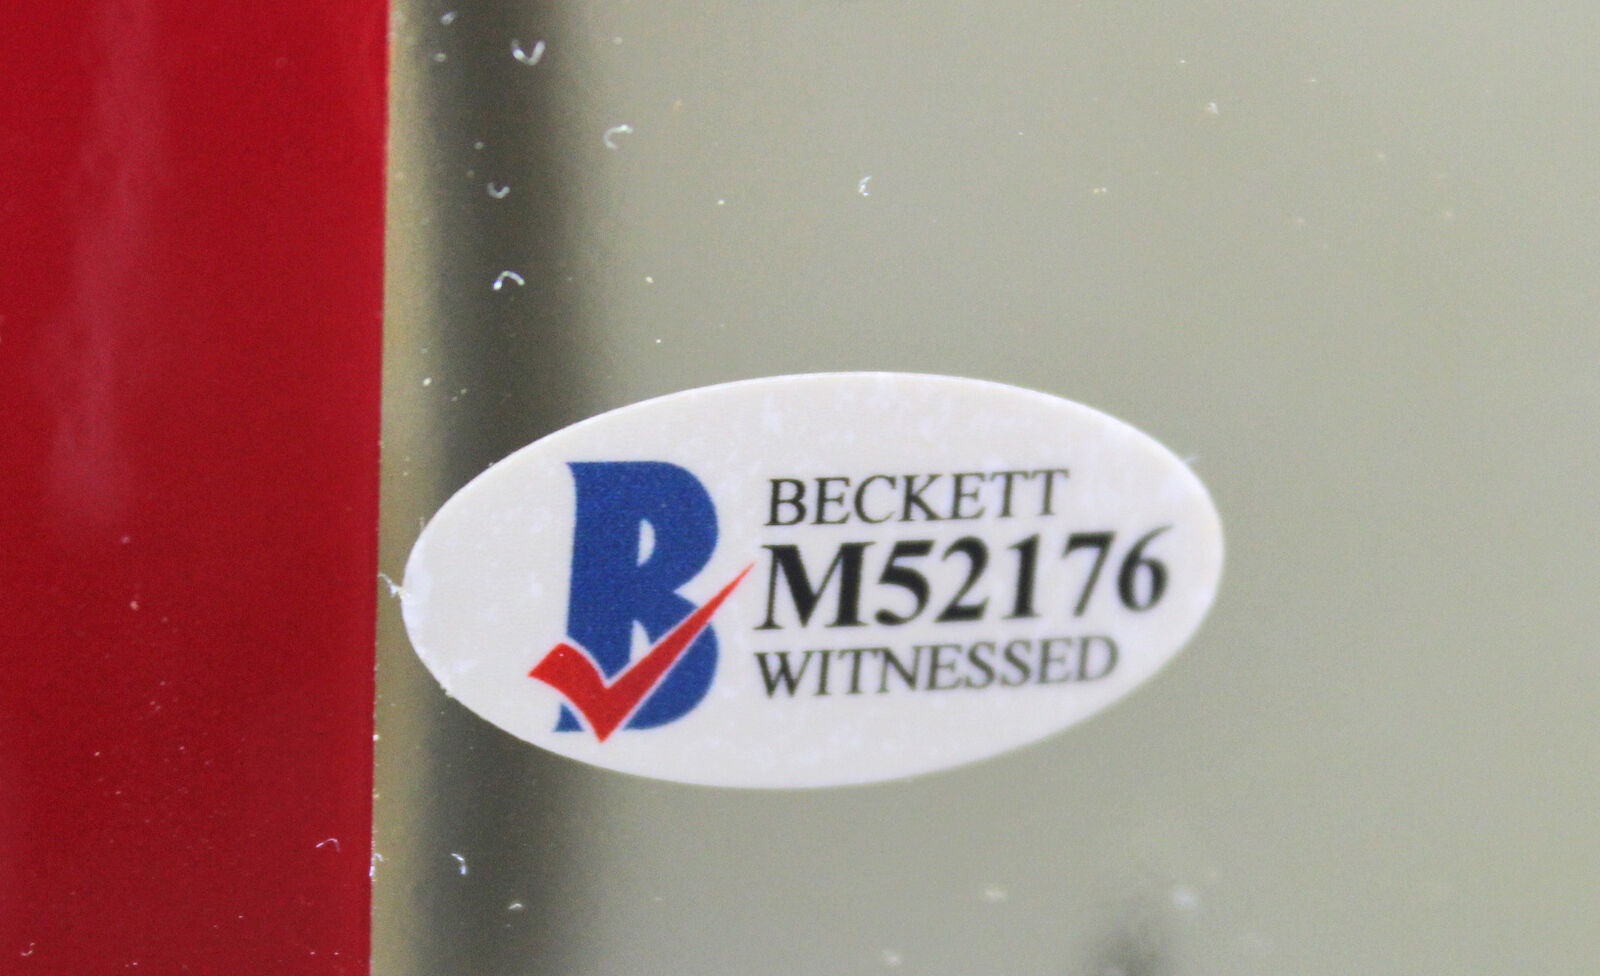 B
BECKETT
M52176
WITNESSED